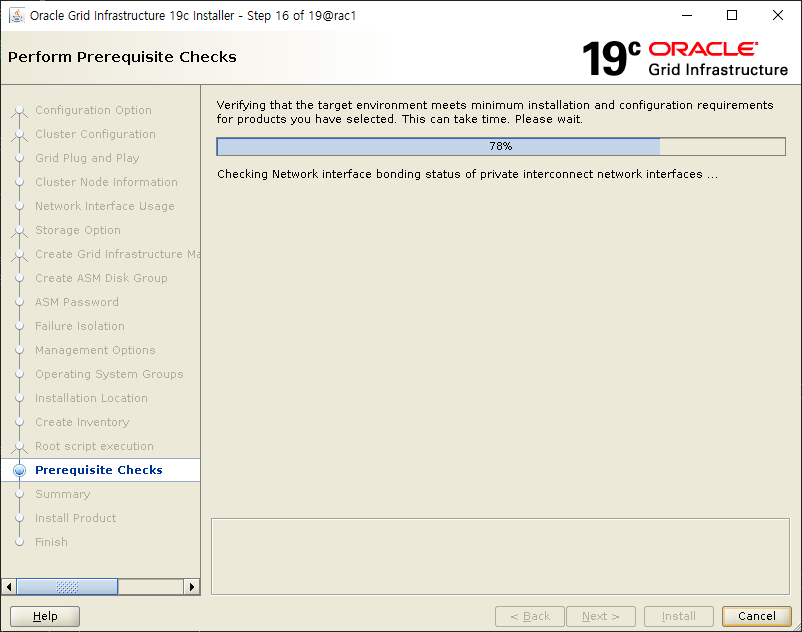 Oracle Grid Infrastructure 19c Installer - Step 16 of 19@rac1
Perform Prerequisite Checks
19c ORACLE
Grid Infrastructure
Configuration Option
Cluster Configuration
Grid Plug and Play
Cluster Node Information
Network Interface Usage
Storage Option
Create Grid Infrastructure Ma
Create ASM Disk Group
ASM Password
Failure Isolation
Management Options
Operating System Groups
Installation Location
Create Inventory
Root script execution
Prerequisite Checks
Summary
Install Product
Finish
Verifying that the target environment meets minimum installation and configuration requirements
for products you have selected. This can take time. Please wait.
78%
Checking Network interface bonding status of private interconnect network interfaces ...
Help
< Back
Next >
Install
Cancel